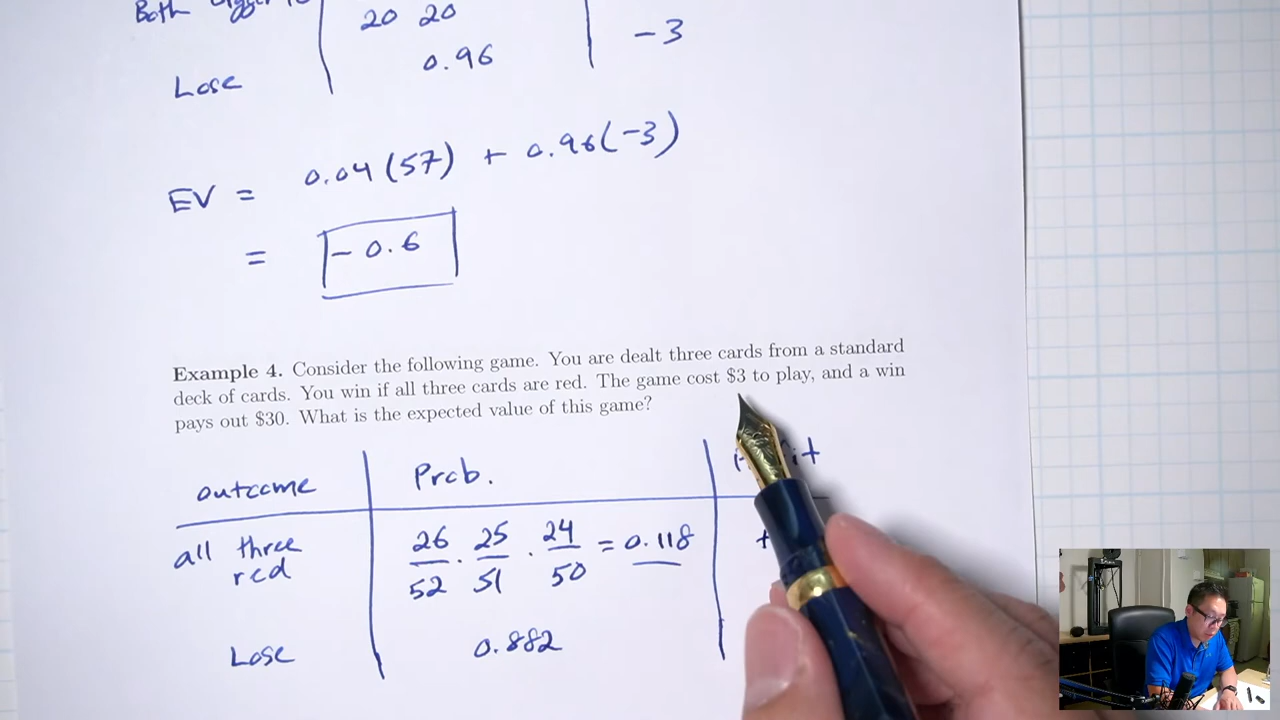 Both
20 20
0.96
-3
Lose
EV = 0.04(57) + 0.96(-3)
= -0.6
Example 4. Consider the following game. You are dealt three cards from a standard
deck of cards. You win if all three cards are red. The game cost $3 to play, and a win
pays out $30. What is the expected value of this game?
outcome Prob.
all three red 26/52 · 25/51 · 24/50 = 0.118 +
Lose 0.882